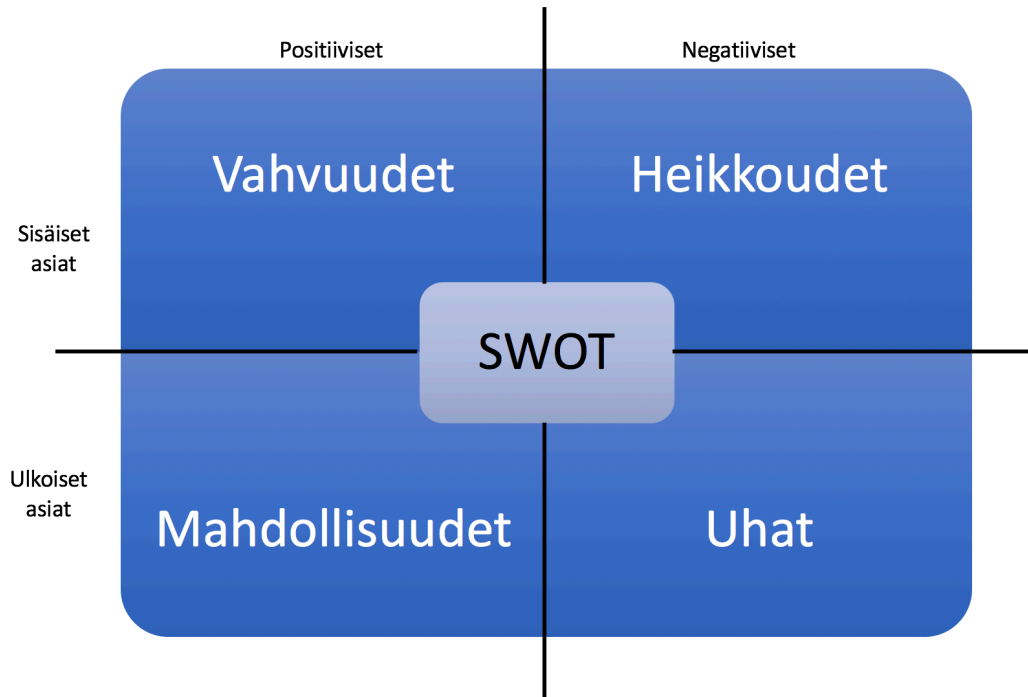 Positiiviset
Negatiiviset
Vahvuudet
Heikkoudet
Sisäiset
asiat
SWOT
Ulkoiset
asiat
Mahdollisuudet
Uhat